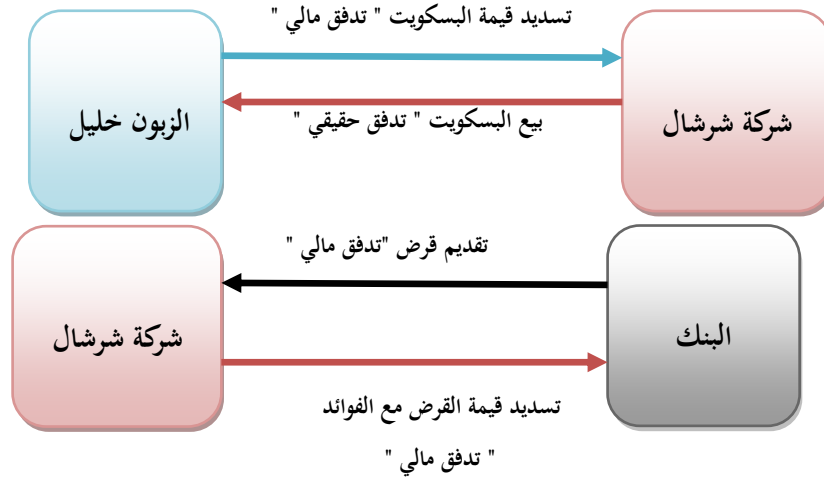 تسديد قيمة البسكويت " تدفق مالي "
شركة شرشال
الزبون خليل
بيع البسكويت " تدفق حقيقي "
تقديم قرض "تدفق مالي "
البنك
شركة شرشال
تسديد قيمة القرض مع الفوائد
" تدفق مالي "